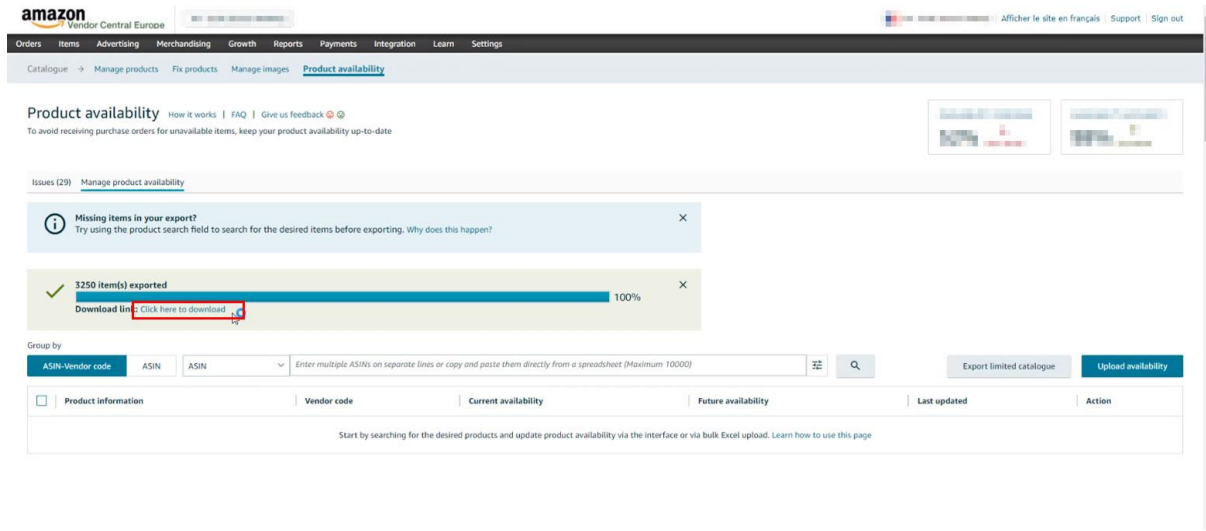 amazon
Vendor Central Europe
Afficher le site en français Support Sign out
Orders Items Advertising Merchandising Growth Reports Payments Integration Learn Settings
Catalogue → Manage products Fix products Manage images Product availability
Product availability How it works | FAQ | Give us feedback
To avoid receiving purchase orders for unavailable items, keep your product availability up-to-date
Issues (29) Manage product availability
Missing items in your export?
Try using the product search field to search for the desired items before exporting. Why does this happen?
3250 item(s) exported
100%
Download link: Click here to download
Group by
ASIN-Vendor code ASIN ASIN Enter multiple ASINs on separate lines or copy and paste them directly from a spreadsheet (Maximum 10000) Export limited catalogue Upload availability
Product information Vendor code Current availability Future availability Last updated Action
Start by searching for the desired products and update product availability via the interface or via bulk Excel upload. Learn how to use this page